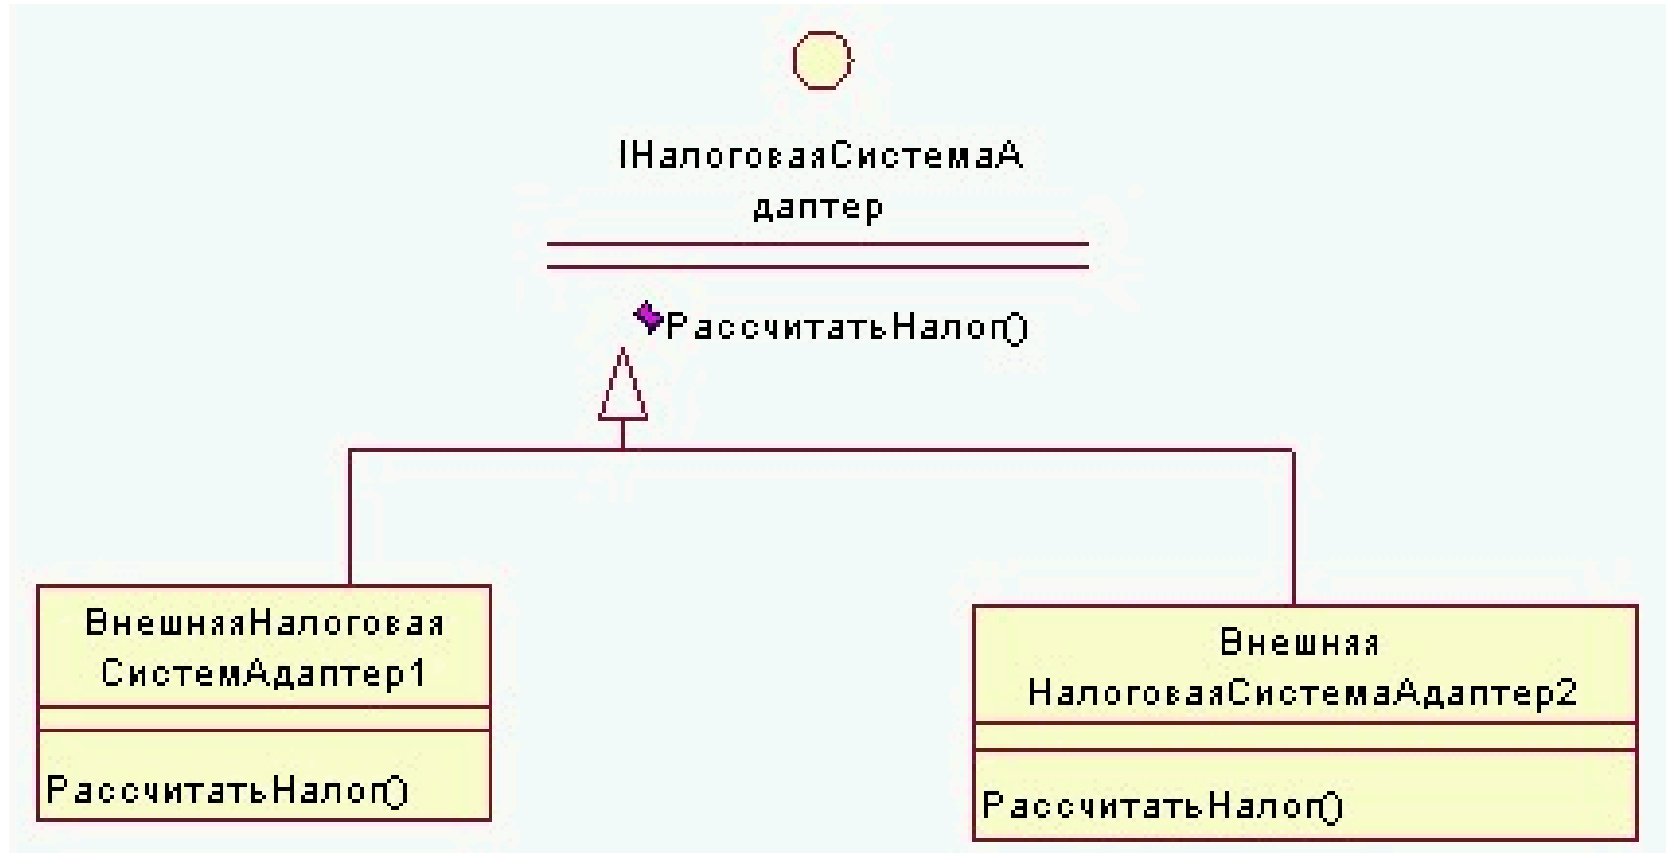 IНалоговаяСистемаА
даптер
РассчитатьНалог()
ВнешняяНалоговая
СистемАдаптер1
РассчитатьНалог()
Внешняя
НалоговаяСистемаАдаптер2
РассчитатьНалог()